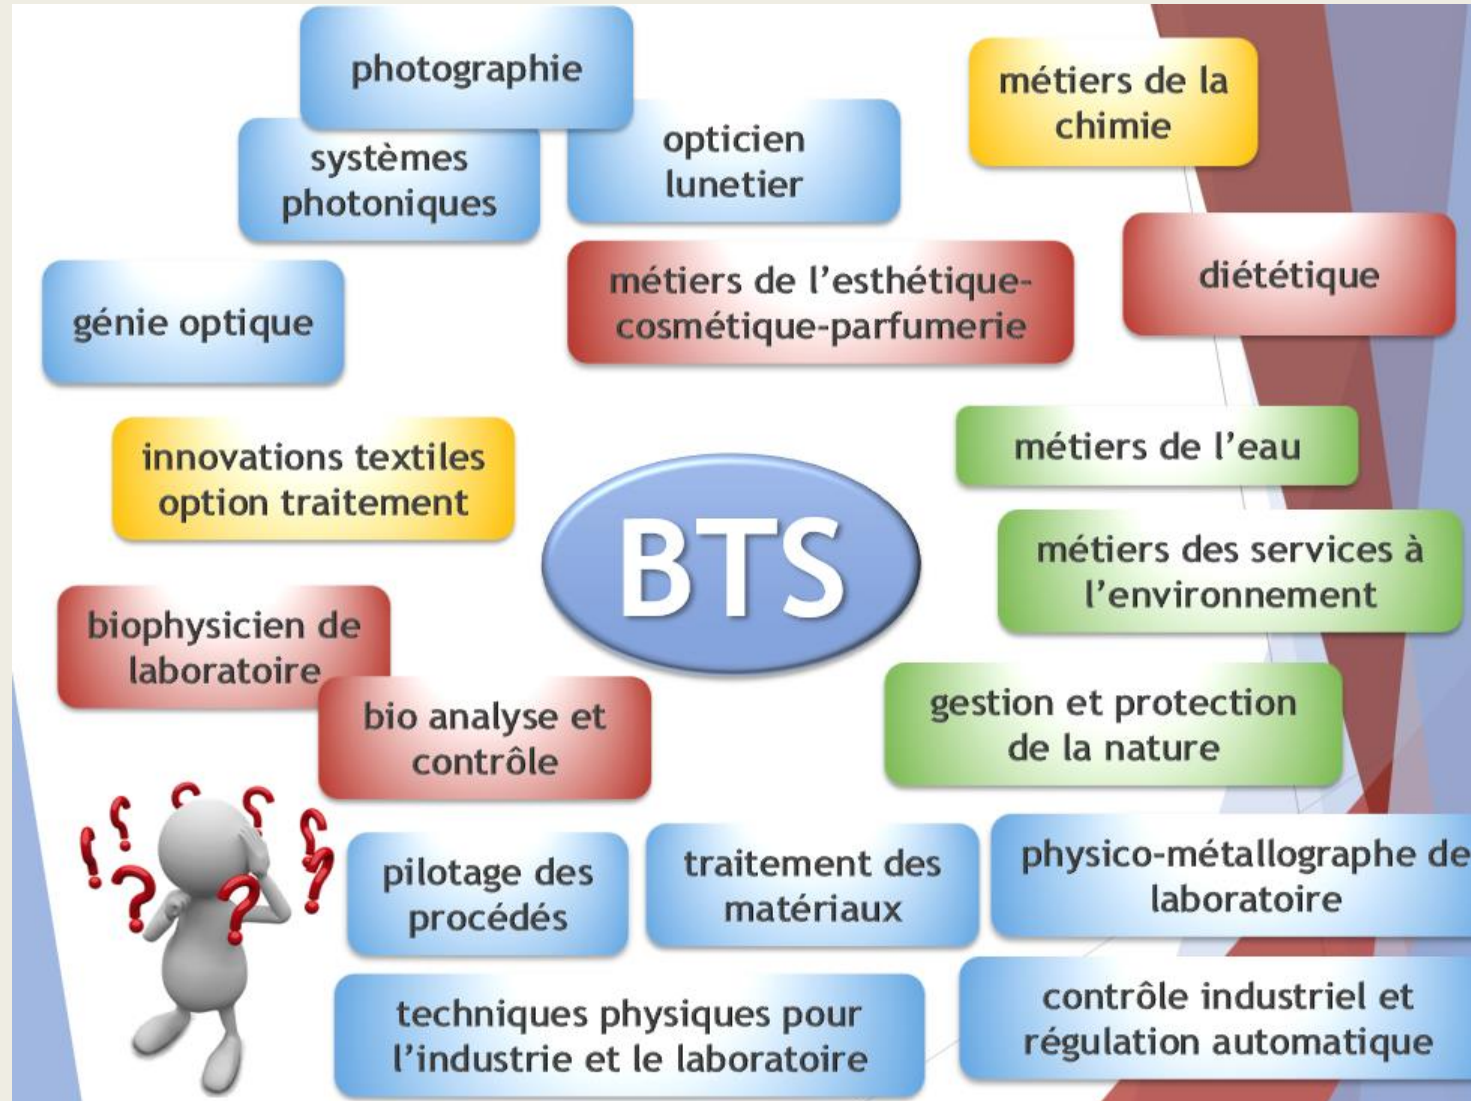 photographie
métiers de la
chimie
systèmes
photoniques
opticien
lunetier
métiers de l'esthétique-
cosmétique-parfumerie
diététique
génie optique
innovations textiles
option traitement
métiers de l'eau
BTS
métiers des services à
l'environnement
biophysicien de
laboratoire
bio analyse et
contrôle
gestion et protection
de la nature
pilotage des
procédés
traitement des
matériaux
physico-métallographe de
laboratoire
techniques physiques pour
l'industrie et le laboratoire
contrôle industriel et
régulation automatique